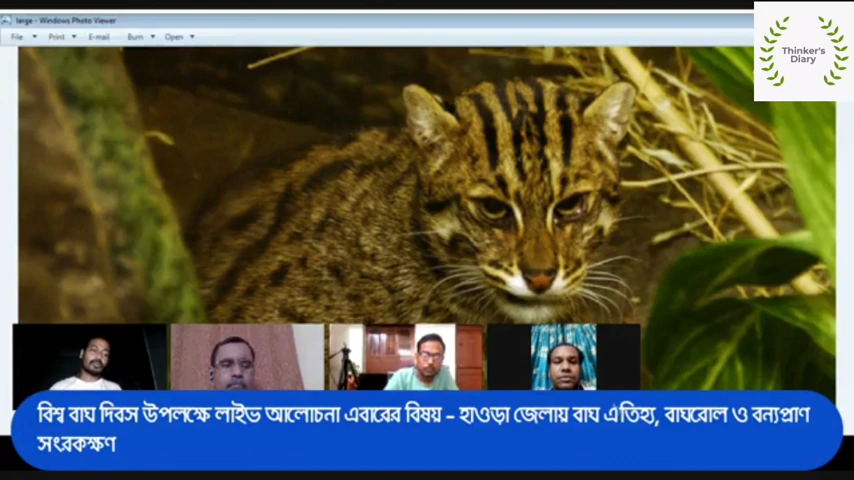 large - Windows Photo Viewer
File Print E-mail Burn Open
Thinker's
Diary
বিশ্ব বাঘ দিবস উপলক্ষে লাইভ আলোচনা এবারের বিষয় - হাওড়া জেলায় বাঘ ঐতিহ্য, বাঘরোল ও বন্যপ্রাণ
সংরকক্ষণ